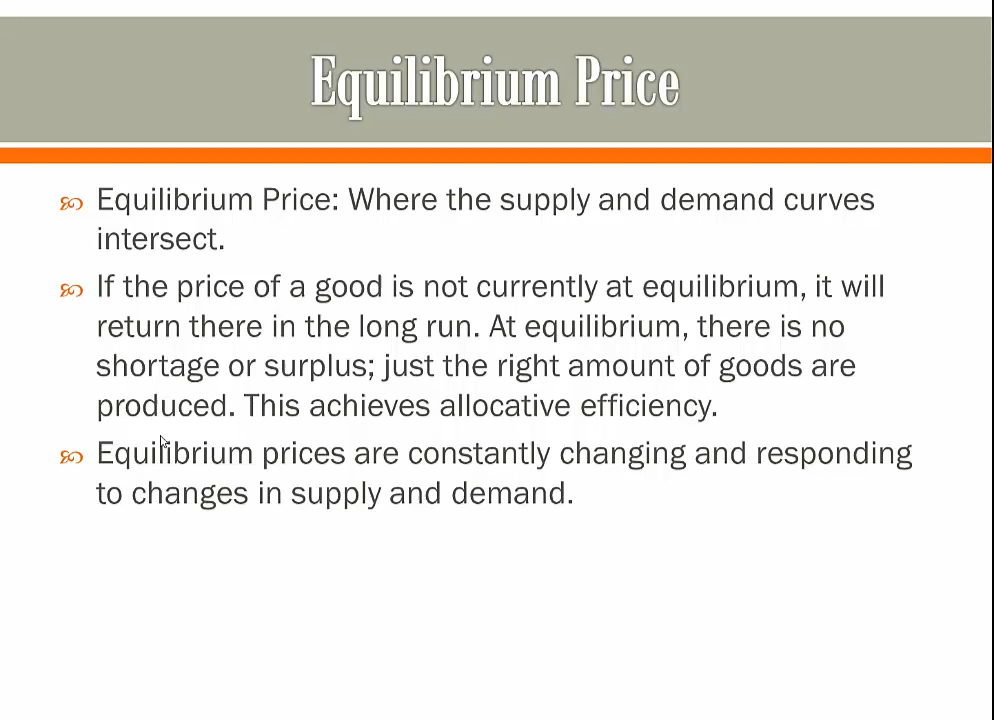 Equilibrium Price
Equilibrium Price: Where the supply and demand curves
intersect.
If the price of a good is not currently at equilibrium, it will
return there in the long run. At equilibrium, there is no
shortage or surplus; just the right amount of goods are
produced. This achieves allocative efficiency.
Equilibrium prices are constantly changing and responding
to changes in supply and demand.